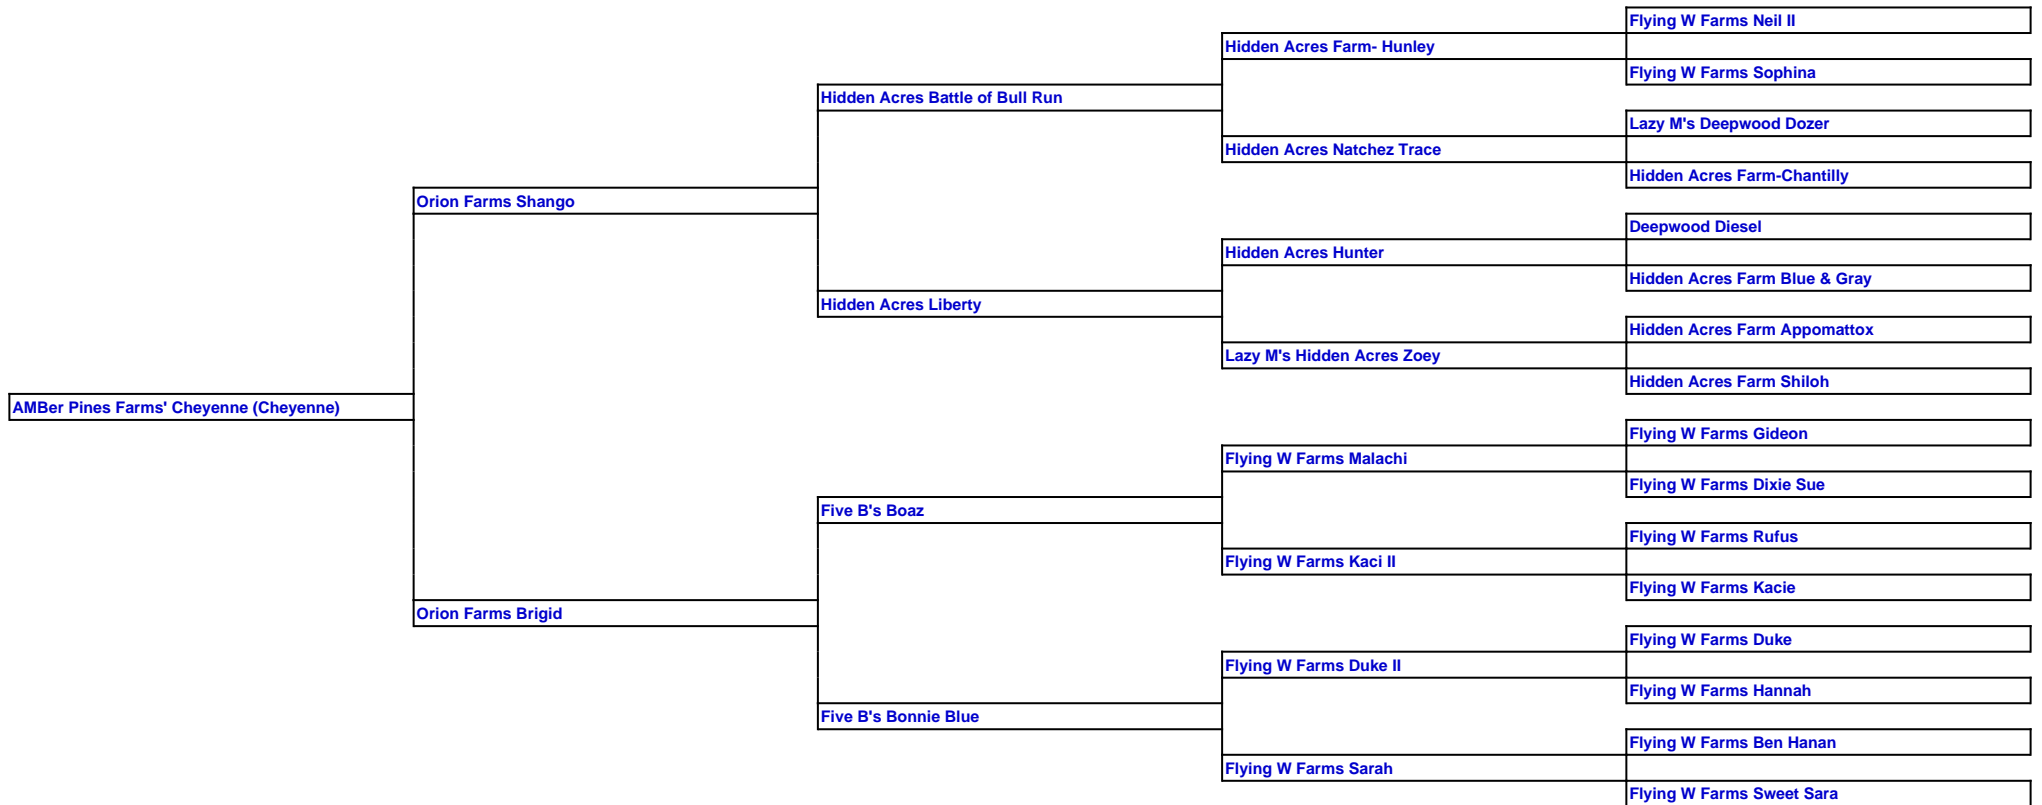 Flying W Farms Neil II
Hidden Acres Farm- Hunley
Flying W Farms Sophina
Hidden Acres Battle of Bull Run
Lazy M's Deepwood Dozer
Hidden Acres Natchez Trace
Hidden Acres Farm-Chantilly
Orion Farms Shango
Deepwood Diesel
Hidden Acres Hunter
Hidden Acres Farm Blue & Gray
Hidden Acres Liberty
Hidden Acres Farm Appomattox
Lazy M's Hidden Acres Zoey
Hidden Acres Farm Shiloh
AMBer Pines Farms' Cheyenne (Cheyenne)
Flying W Farms Gideon
Flying W Farms Malachi
Flying W Farms Dixie Sue
Five B's Boaz
Flying W Farms Rufus
Flying W Farms Kaci II
Flying W Farms Kacie
Orion Farms Brigid
Flying W Farms Duke
Flying W Farms Duke II
Flying W Farms Hannah
Five B's Bonnie Blue
Flying W Farms Ben Hanan
Flying W Farms Sarah
Flying W Farms Sweet Sara